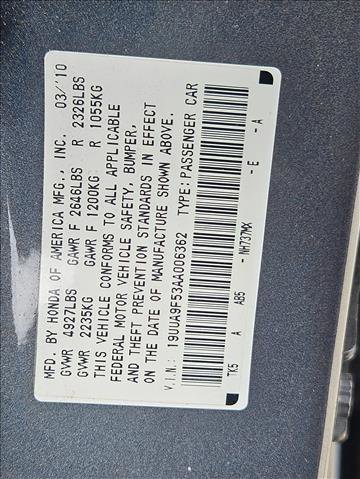 MFD. BY HONDA OF AMERICA MFG., INC. 03/'10
GVWR 4927LBS GAWR F 2646LBS R 2326LBS
GVWR 2235KG GAWR F 1200KG R 1055KG
THIS VEHICLE CONFORMS TO ALL APPLICABLE
FEDERAL MOTOR VEHICLE SAFETY, BUMPER,
AND THEFT PREVENTION STANDARDS IN EFFECT
ON THE DATE OF MANUFACTURE SHOWN ABOVE.
V.I.N.: 19UUA9F53AA006362 TYPE: PASSENGER CAR
TK5 A AB5 -NH737MX -E -A